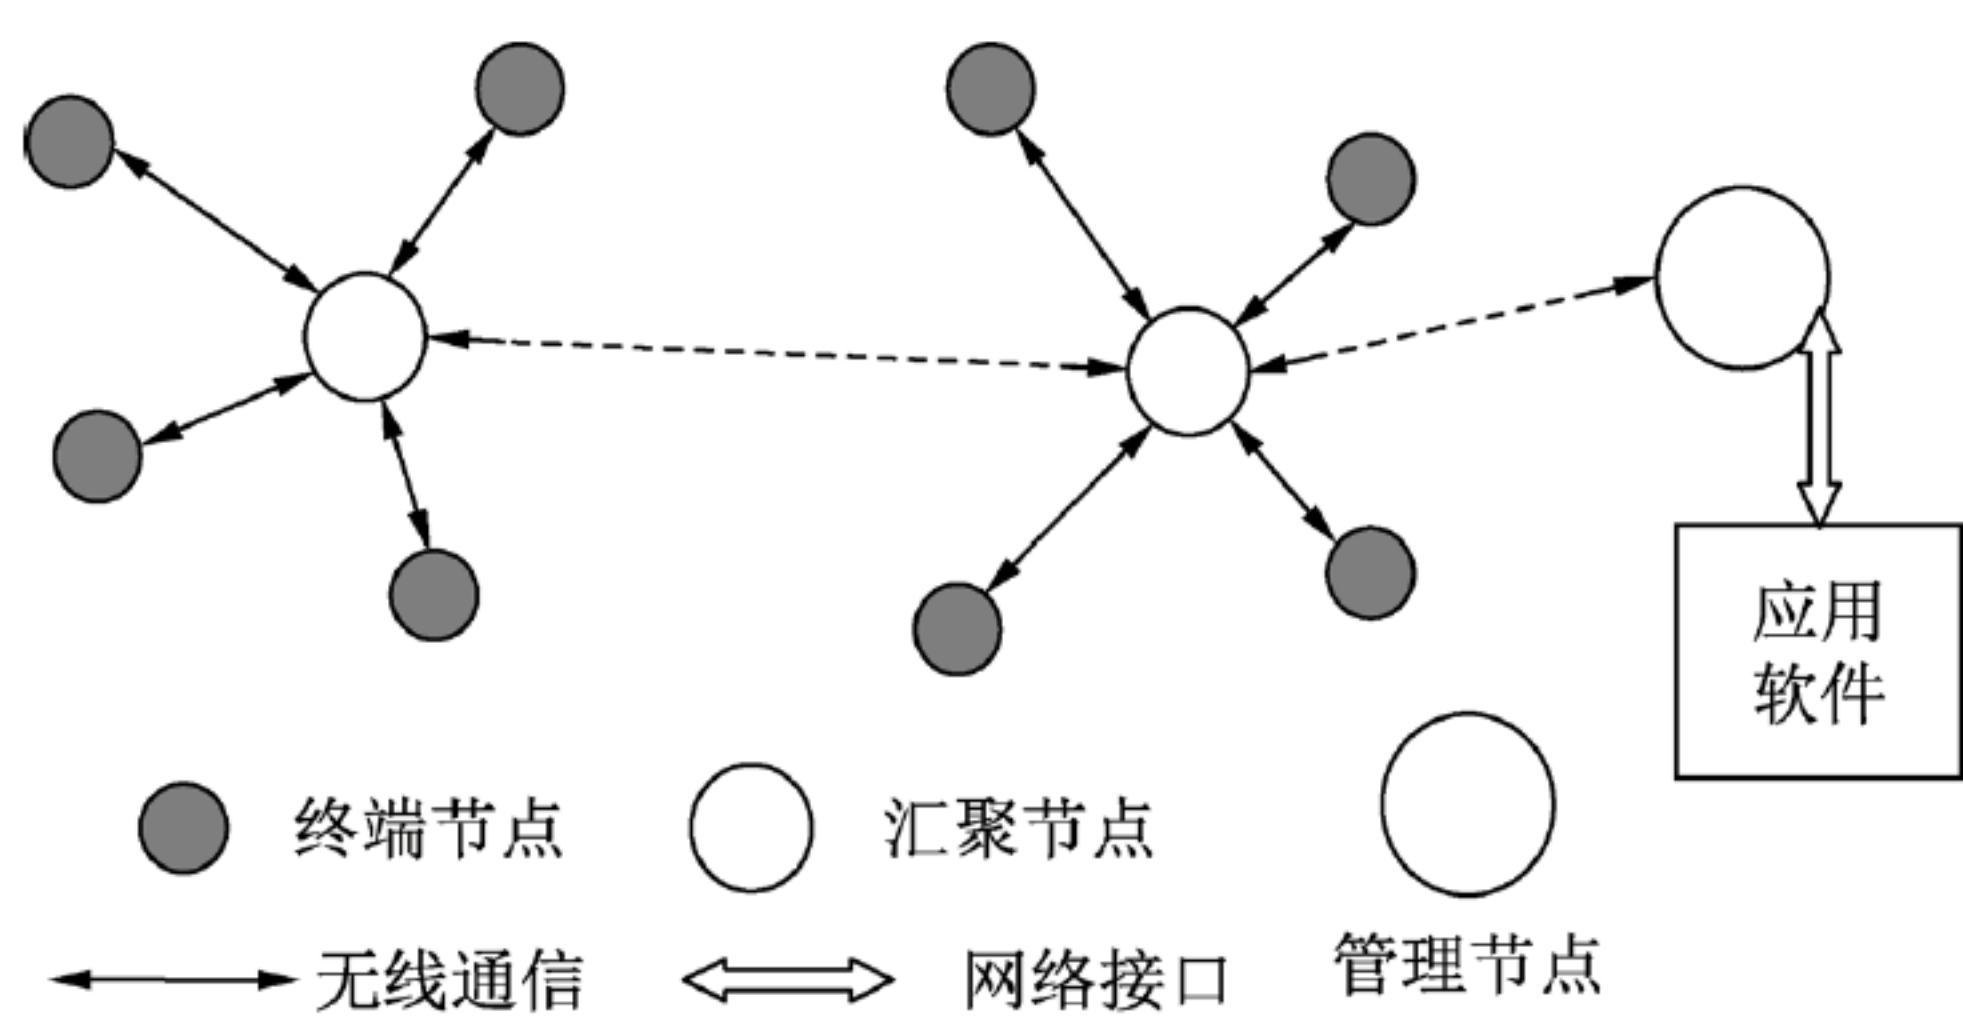 应用
软件
终端节点
汇聚节点
管理节点
无线通信
网络接口